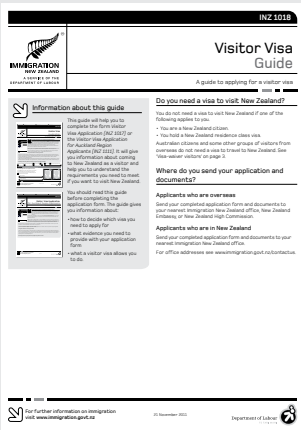 INZ 1018
IMMIGRATION
NEW ZEALAND
A SERVICE OF THE
DEPARTMENT OF LABOUR
Visitor Visa
Guide
A guide to applying for a visitor visa
Information about this guide
This guide will help you to
complete the form Visitor
Visa Application (INZ 1017) or
the Visitor Visa Application
for Auckland Region
Applicants (INZ 1011). It will give
you information about coming
to New Zealand as a visitor and
help you to understand the
requirements you need to meet
if you want to visit New Zealand.
You should read this guide
before completing the
application form. The guide gives
you information about:
• how to decide which visa you
need to apply for
• what evidence you need to
provide with your application
form
• what a visitor visa allows you
to do.
Do you need a visa to visit New Zealand?
You do not need a visa to visit New Zealand if one of the
following applies to you.
• You are a New Zealand citizen.
• You hold a New Zealand residence class visa.
Australian citizens and some other groups of visitors from
overseas do not need a visa to travel to New Zealand. See
'Visa-waiver visitors' on page
Where do you send your application and
documents?
Applicants who are overseas
Send your completed application form and documents to
your nearest Immigration New Zealand office, New Zealand
Embassy, or New Zealand High Commission.
Applicants who are in New Zealand
Send your completed application form and documents to your
nearest Immigration New Zealand office.
For office addresses see www.immigration.govt.nz/contactus.
For further information on immigration
visit www.immigration.govt.nz
November 2011
Department of Labour